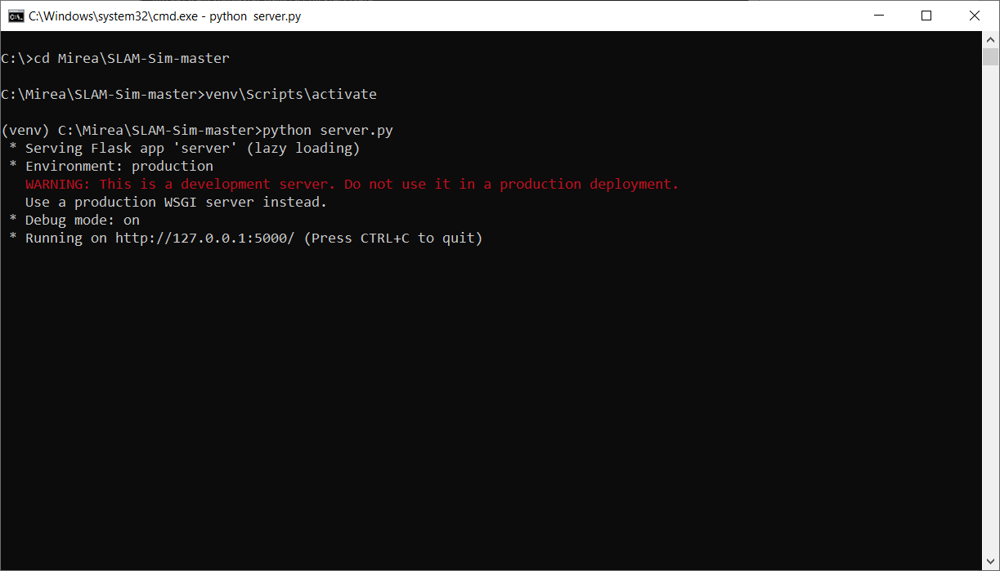 C:\Windows\system32\cmd.exe - python  server.py
C:\>cd Mirea\SLAM-Sim-master
C:\Mirea\SLAM-Sim-master>venv\Scripts\activate
(venv) C:\Mirea\SLAM-Sim-master>python server.py
 * Serving Flask app 'server' (lazy loading)
 * Environment: production
   WARNING: This is a development server. Do not use it in a production deployment.
   Use a production WSGI server instead.
 * Debug mode: on
 * Running on http://127.0.0.1:5000/ (Press CTRL+C to quit)